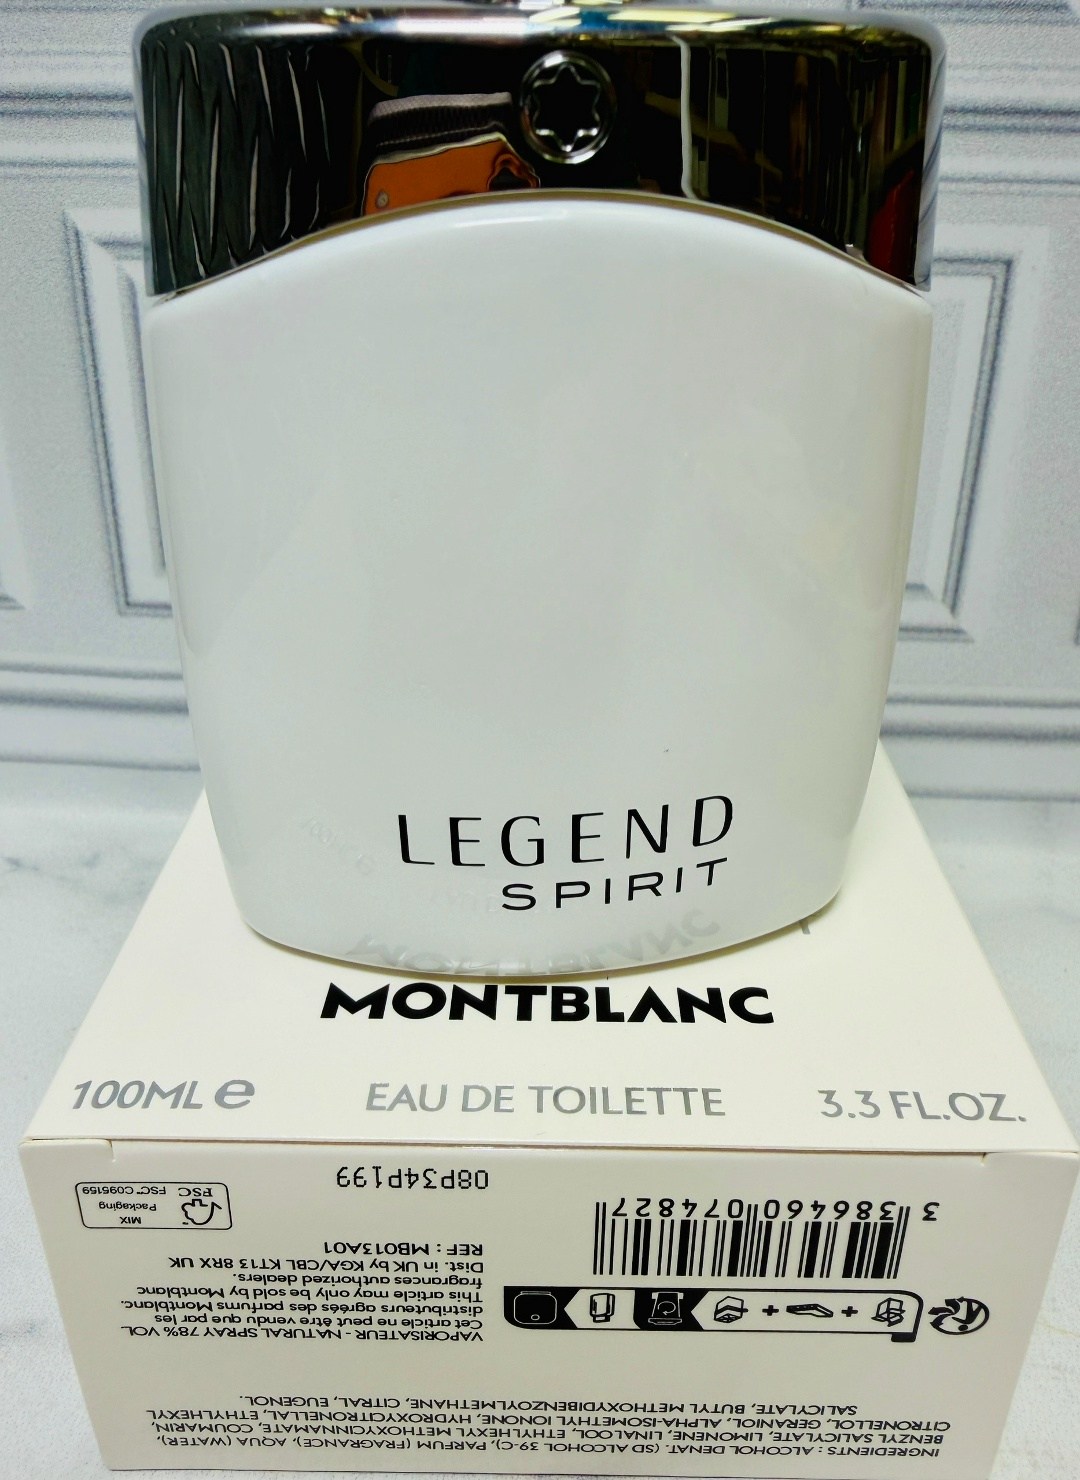 LEGEND
SPIRIT
MONTBLANC
100ML e
EAU DE TOILETTE
3.3 FL.OZ.
INGREDIENTS : ALCOHOL DENAT. (SD ALCOHOL 39-C), PARFUM (FRAGRANCE), AQUA (WATER),
BENZYL SALICYLATE, LIMONENE, LINALOOL, ETHYLHEXYL METHOXYCINNAMATE, COUMARIN,
CITRONELLOL, GERANIOL, ALPHA-ISOMETHYL IONONE, HYDROXYCITRONELLAL, ETHYLHEXYL
SALICYLATE, BUTYL METHOXYDIBENZOYLMETHANE, CITRAL, EUGENOL.
VAPORISATEUR - NATURAL SPRAY 78% VOL
Cet article ne peut être vendu que par les
distributeurs agréés des parfums Montblanc.
This article may only be sold by Montblanc
fragrances authorized dealers.
Dist. in UK by KGA/CBL KT13 8RX UK
REF : MB013A01
MIX
Packaging
FSC
FSC™ C095159
3 386460 074827
08P34P199